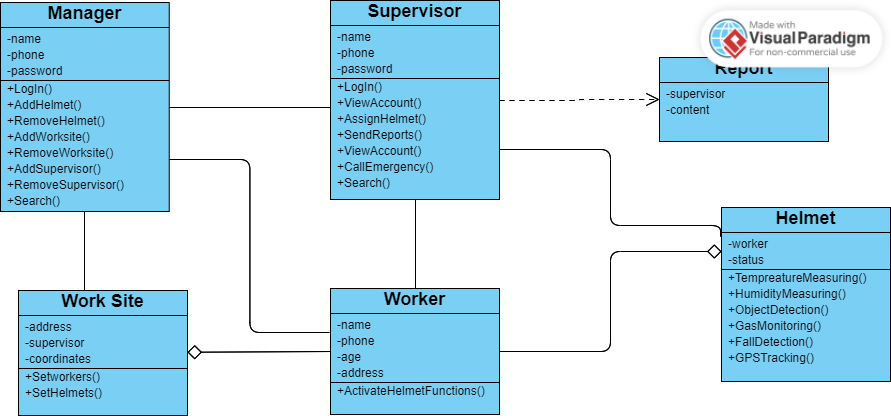 Manager
-name
-phone
-password
+LogIn()
+AddHelmet()
+RemoveHelmet()
+AddWorksite()
+RemoveWorksite()
+AddSupervisor()
+RemoveSupervisor()
+Search()
Supervisor
-name
-phone
-password
+LogIn()
+ViewAccount()
+AssignHelmet()
+SendReports()
+ViewAccount()
+CallEmergency()
+Search()
Made with
Visual Paradigm
For non-commercial use
Report
-supervisor
-content
Helmet
-worker
-status
+TempreatureMeasuring()
+HumidityMeasuring()
+ObjectDetection()
+GasMonitoring()
+FallDetection()
+GPSTracking()
Work Site
-address
-supervisor
-coordinates
+Setworkers()
+SetHelmets()
Worker
-name
-phone
-age
-address
+ActivateHelmetFunctions()